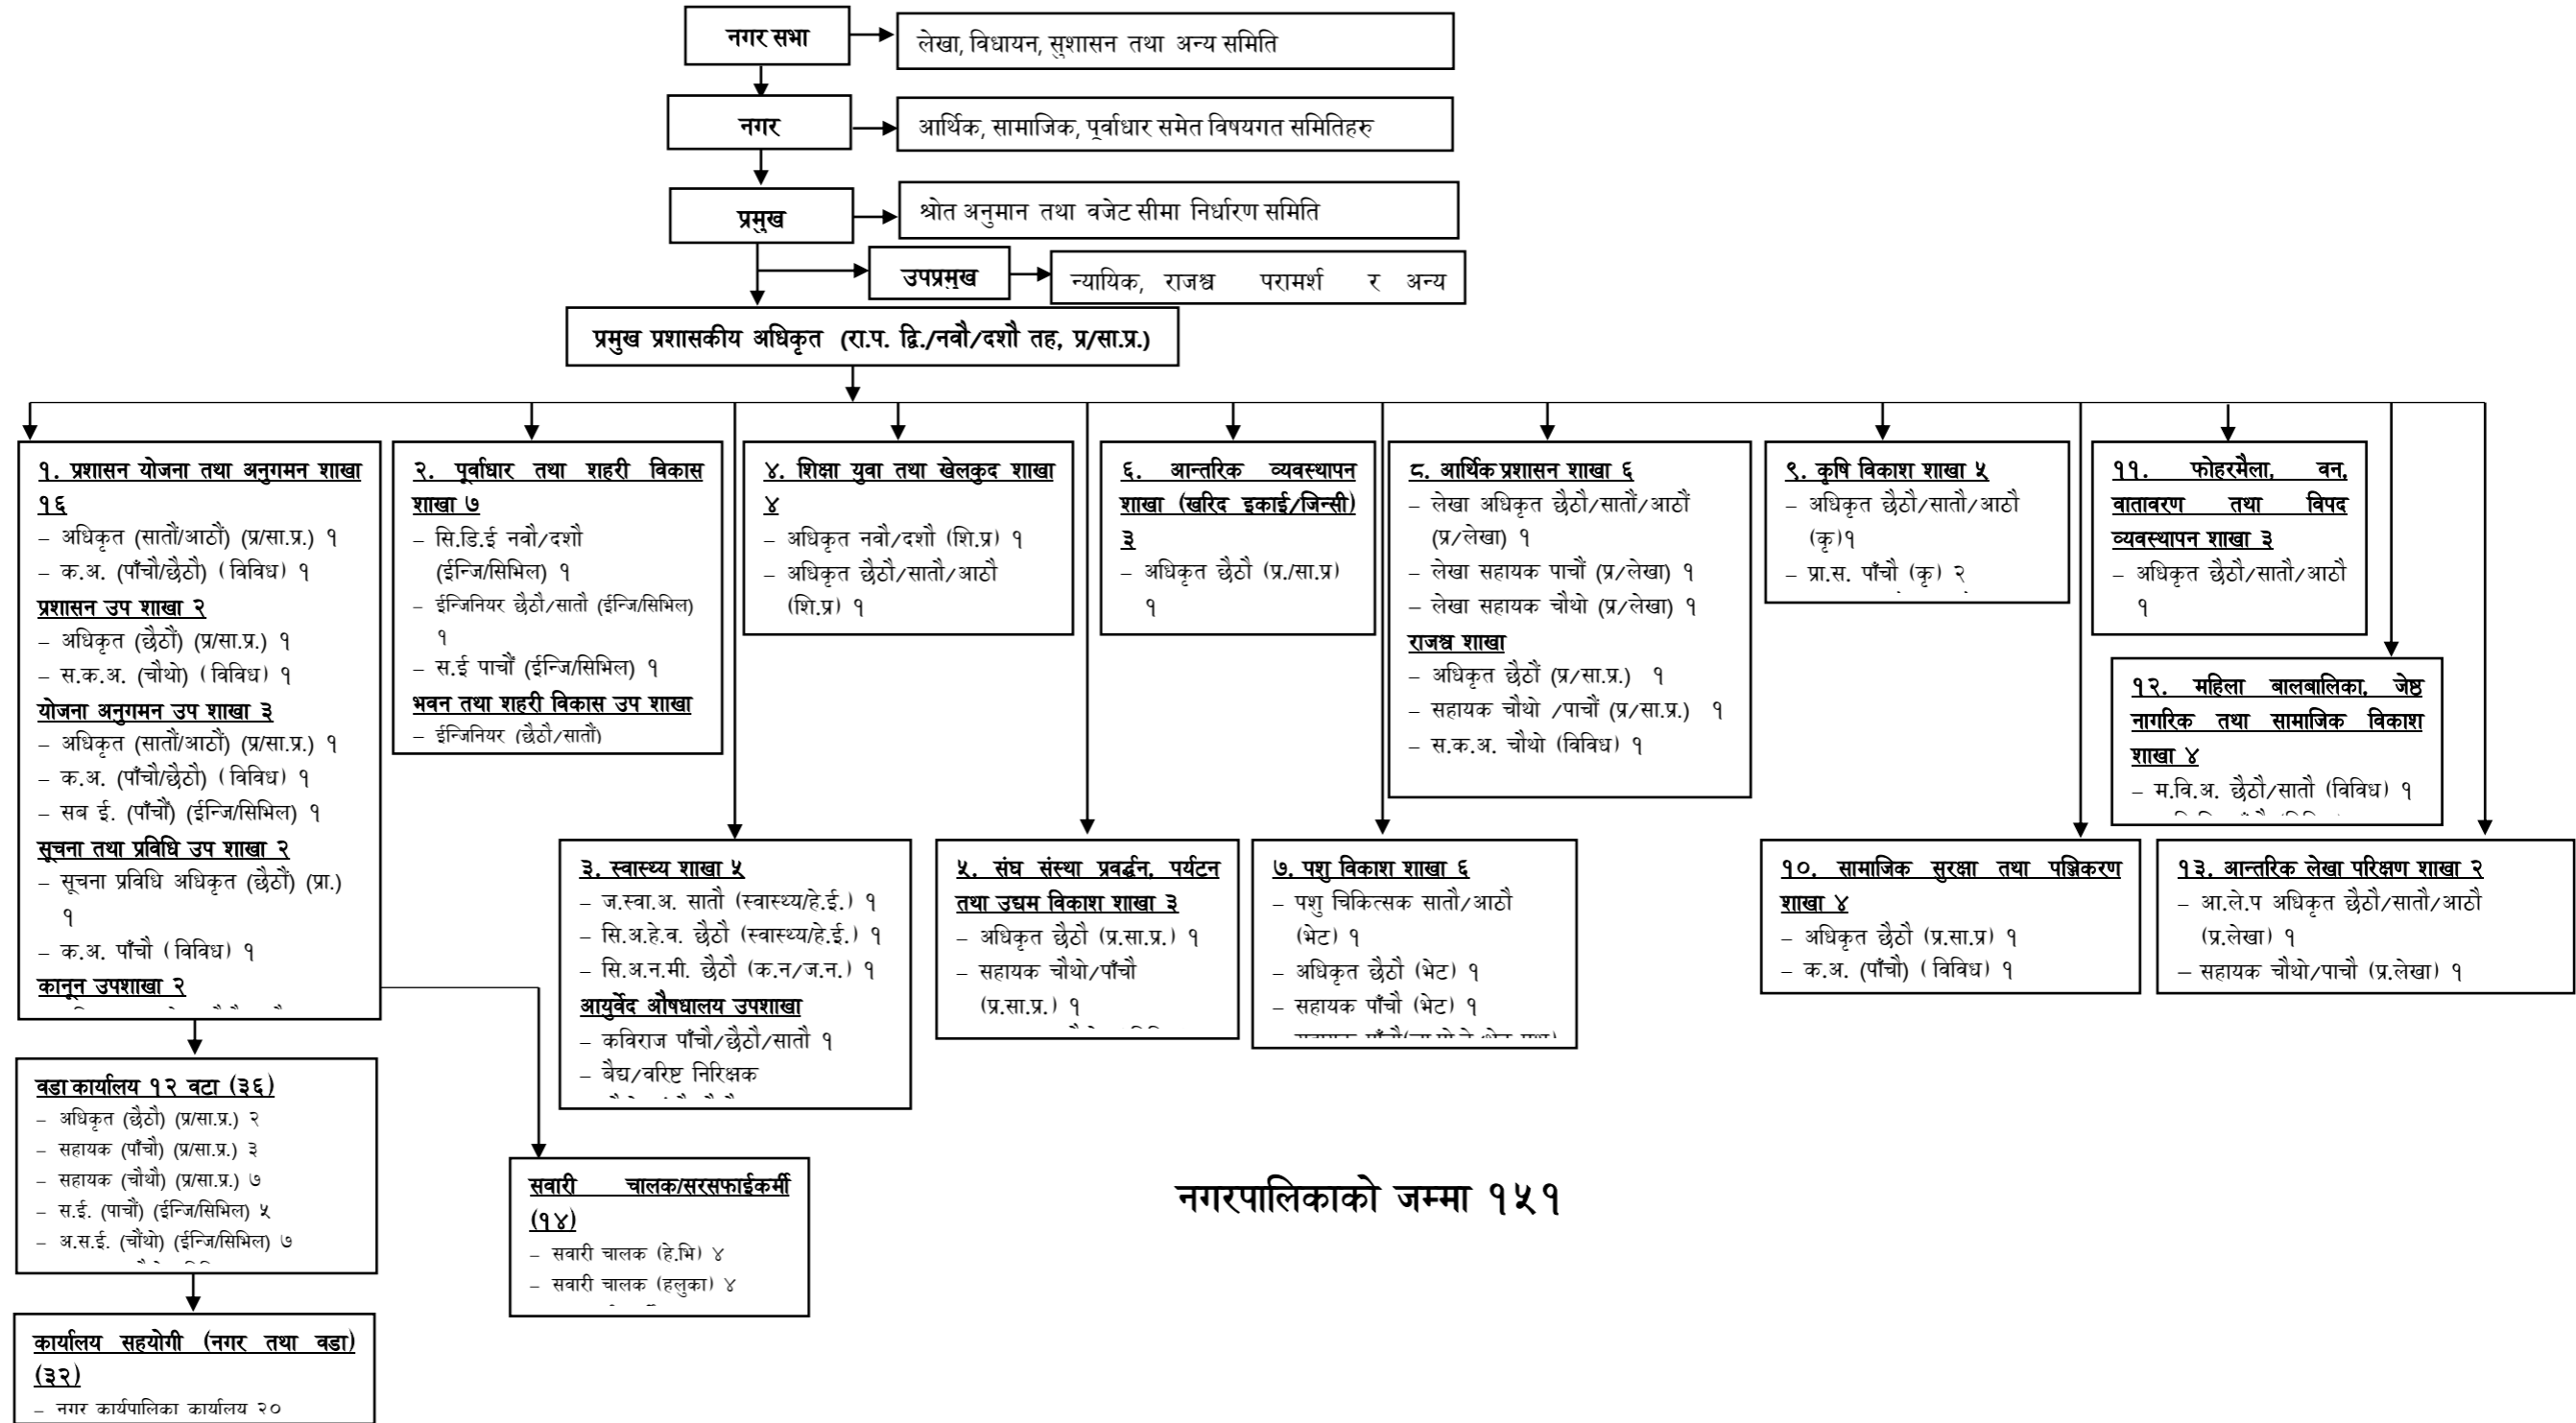 नगर सभा
लेखा, विधायन, सुशासन तथा अन्य समिति
नगर
आर्थिक, सामाजिक, पूर्वाधार समेत विषयगत समितिहरु
प्रमुख
श्रोत अनुमान तथा वजेट सीमा निर्धारण समिति
उपप्रमुख
न्यायिक, राजश्व परामर्श र अन्य
प्रमुख प्रशासकीय अधिकृत (रा.प. द्वि./नवौ/दशौ तह, प्र/सा.प्र.)
१. प्रशासन योजना तथा अनुगमन शाखा
१६
– अधिकृत (सातौं/आठौं) (प्र/सा.प्र.) १
– क.अ. (पाँचौ/छैठौ) (विविध) १
प्रशासन उप शाखा २
– अधिकृत (छैठौं) (प्र/सा.प्र.) १
– स.क.अ. (चौथो) (विविध) १
योजना अनुगमन उप शाखा ३
– अधिकृत (सातौं/आठौं) (प्र/सा.प्र.) १
– क.अ. (पाँचौ/छैठौ) (विविध) १
– सब ई. (पाँचौं) (ईन्जि/सिभिल) १
सूचना तथा प्रविधि उप शाखा २
– सूचना प्रविधि अधिकृत (छैठौं) (प्रा.)
१
– क.अ. पाँचौ (विविध) १
कानून उपशाखा २
२. पूर्वाधार तथा शहरी विकास
शाखा ७
– सि.डि.ई नवौ/दशौ
(ईन्जि/सिभिल) १
– ईन्जिनियर छैठौ/सातौ (ईन्जि/सिभिल)
१
– स.ई पाचौं (ईन्जि/सिभिल) १
भवन तथा शहरी विकास उप शाखा
– ईन्जिनियर (छैठौ/सातौं)
४. शिक्षा युवा तथा खेलकुद शाखा
४
– अधिकृत नवौ/दशौ (शि.प्र) १
– अधिकृत छैठौ/सातौ/आठौ
(शि.प्र) १
६. आन्तरिक व्यवस्थापन
शाखा (खरिद इकाई/जिन्सी)
३
– अधिकृत छैठौ (प्र./सा.प्र)
१
८. आर्थिक प्रशासन शाखा ६
– लेखा अधिकृत छैठौ/सातौं/आठौं
(प्र/लेखा) १
– लेखा सहायक पाचौं (प्र/लेखा) १
– लेखा सहायक चौथो (प्र/लेखा) १
राजश्व शाखा
– अधिकृत छैठौं (प्र/सा.प्र.) १
– सहायक चौथो /पाचौं (प्र/सा.प्र.) १
– स.क.अ. चौथो (विविध) १
९. कृषि विकाश शाखा ५
– अधिकृत छैठौ/सातौ/आठौ
(कृ)१
– प्रा.स. पाँचौ (कृ) २
११. फोहरमैला, वन,
वातावरण तथा विपद
व्यवस्थापन शाखा ३
– अधिकृत छैठौ/सातौ/आठौ
१
१२. महिला बालबालिका, जेष्ठ
नागरिक तथा सामाजिक विकाश
शाखा ४
– म.वि.अ. छैठौ/सातौ (विविध) १
३. स्वास्थ्य शाखा ५
– ज.स्वा.अ. सातौ (स्वास्थ्य/हे.ई.) १
– सि.अ.हे.व. छैठौ (स्वास्थ्य/हे.ई.) १
– सि.अ.न.मी. छैठौ (क.न/ज.न.) १
आयुर्वेद औषधालय उपशाखा
– कविराज पाँचौ/छैठौ/सातौ १
– बैद्य/वरिष्ट निरिक्षक
५. संघ संस्था प्रवर्द्धन, पर्यटन
तथा उद्यम विकाश शाखा ३
– अधिकृत छैठौ (प्र.सा.प्र.) १
– सहायक चौथो/पाँचौ
(प्र.सा.प्र.) १
७. पशु विकाश शाखा ६
– पशु चिकित्सक सातौ/आठौ
(भेट) १
– अधिकृत छैठौ (भेट) १
– सहायक पाँचौ (भेट) १
१०. सामाजिक सुरक्षा तथा पञ्जिकरण
शाखा ४
– अधिकृत छैठौ (प्र.सा.प्र) १
– क.अ. (पाँचौ) (विविध) १
१३. आन्तरिक लेखा परिक्षण शाखा २
– आ.ले.प अधिकृत छैठौ/सातौ/आठौ
(प्र.लेखा) १
– सहायक चौथो/पाचौ (प्र.लेखा) १
वडा कार्यालय १२ वटा (३६)
– अधिकृत (छैठौ) (प्र/सा.प्र.) २
– सहायक (पाँचौ) (प्र/सा.प्र.) ३
– सहायक (चौथौ) (प्र/सा.प्र.) ७
– स.ई. (पाचौं) (ईन्जि/सिभिल) ५
– अ.स.ई. (चौंथो) (ईन्जि/सिभिल) ७
सवारी चालक/सरसफाईकर्मी
(१४)
– सवारी चालक (हे.भि) ४
– सवारी चालक (हलुका) ४
नगरपालिकाको जम्मा १५१
कार्यालय सहयोगी (नगर तथा वडा)
(३२)
– नगर कार्यपालिका कार्यालय २०